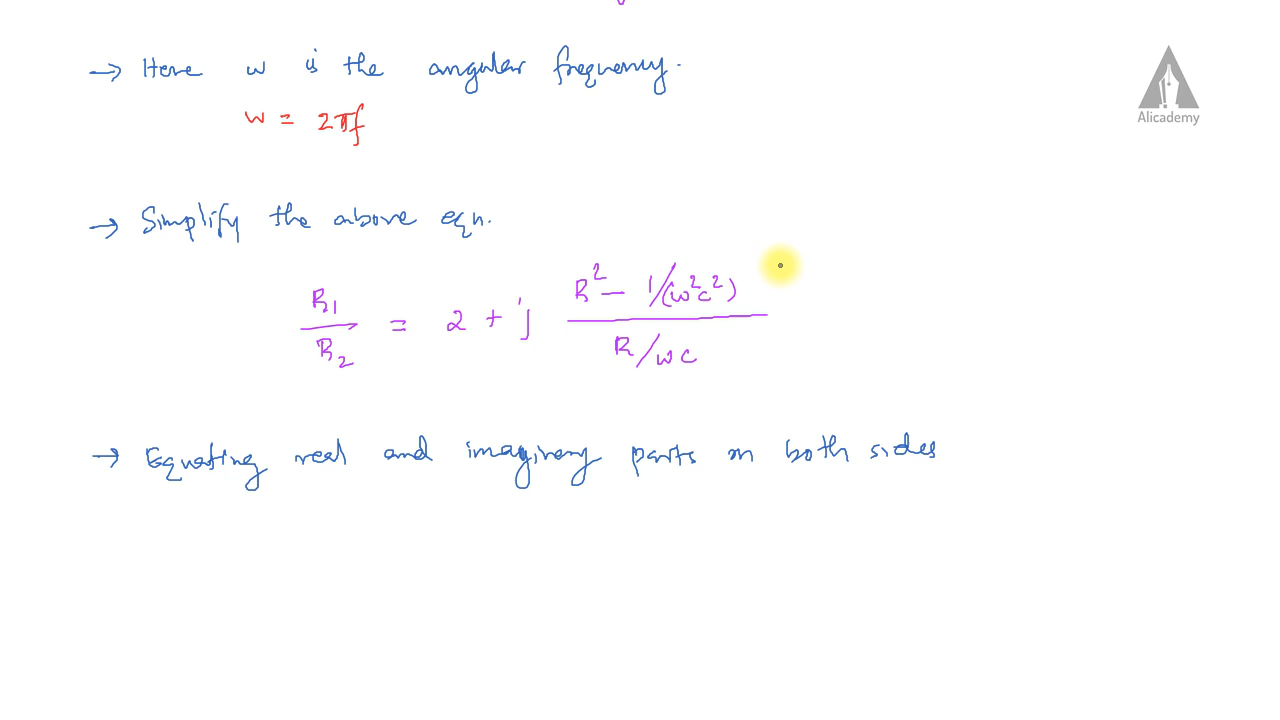 → Here w is the angular frequency.
Alicademy
w = 2πf
→ Simplify the above eqn.
R1/R2 = 2 + j (R² - 1/(w²c²))/(R/wc)
→ Equating real and imaginary parts on both sides